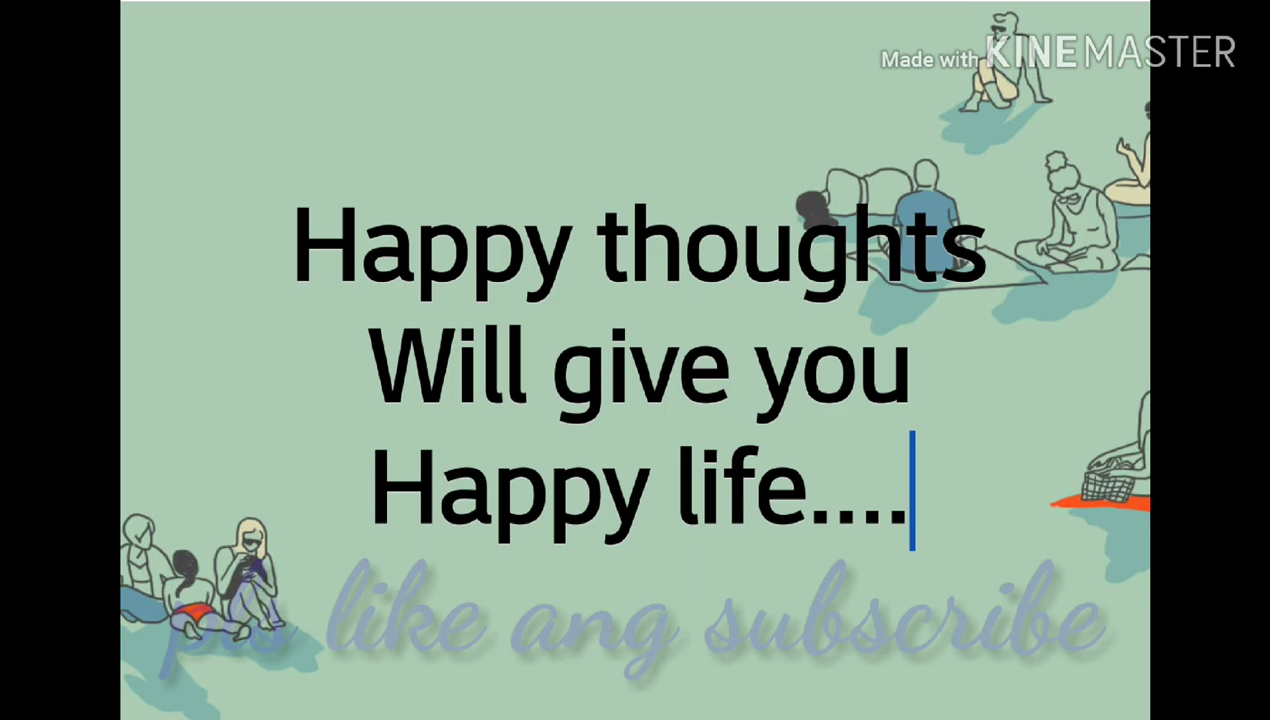 Made with KINEMASTER
Happy thoughts
Will give you
Happy life....
pls like ang subscribe